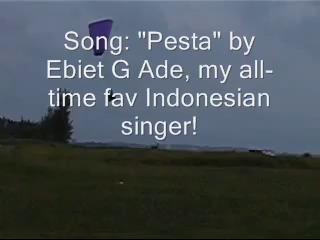 Song: "Pesta" by
Ebiet G Ade, my all-
time fav Indonesian
singer!